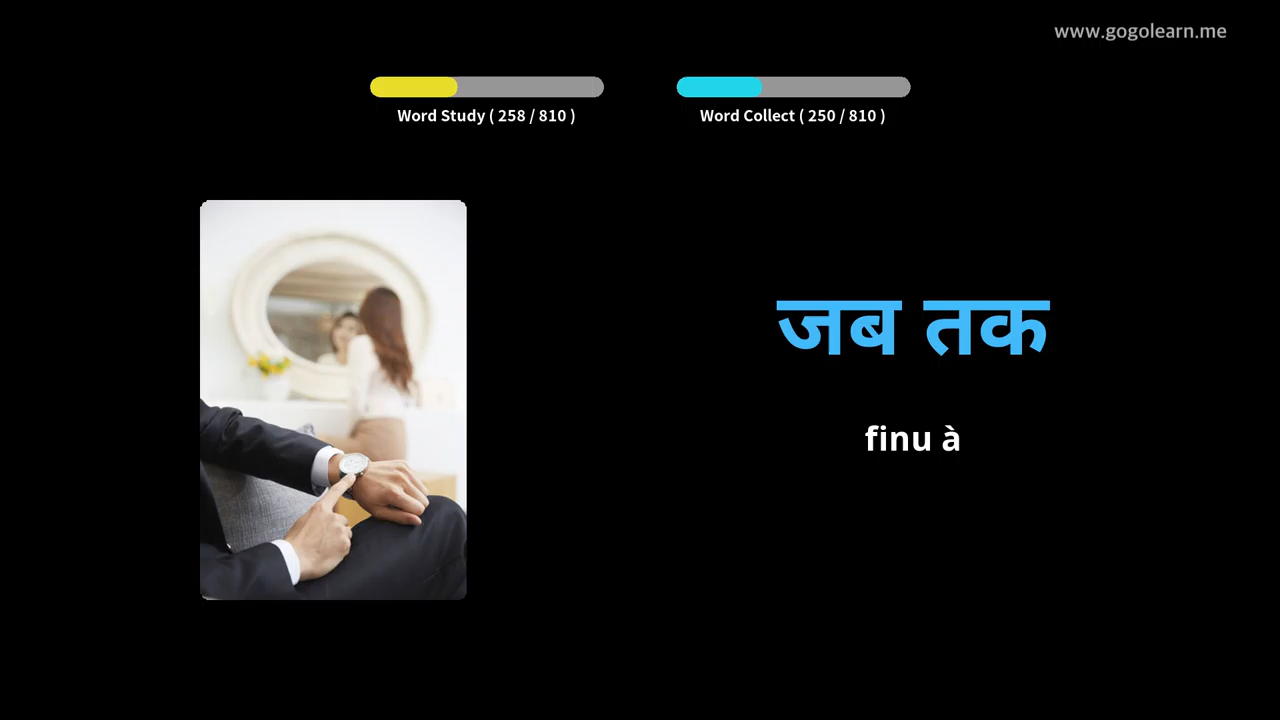 www.gogolearn.me
Word Study ( 258 / 810 )
Word Collect ( 250 / 810 )
जब तक
finu à